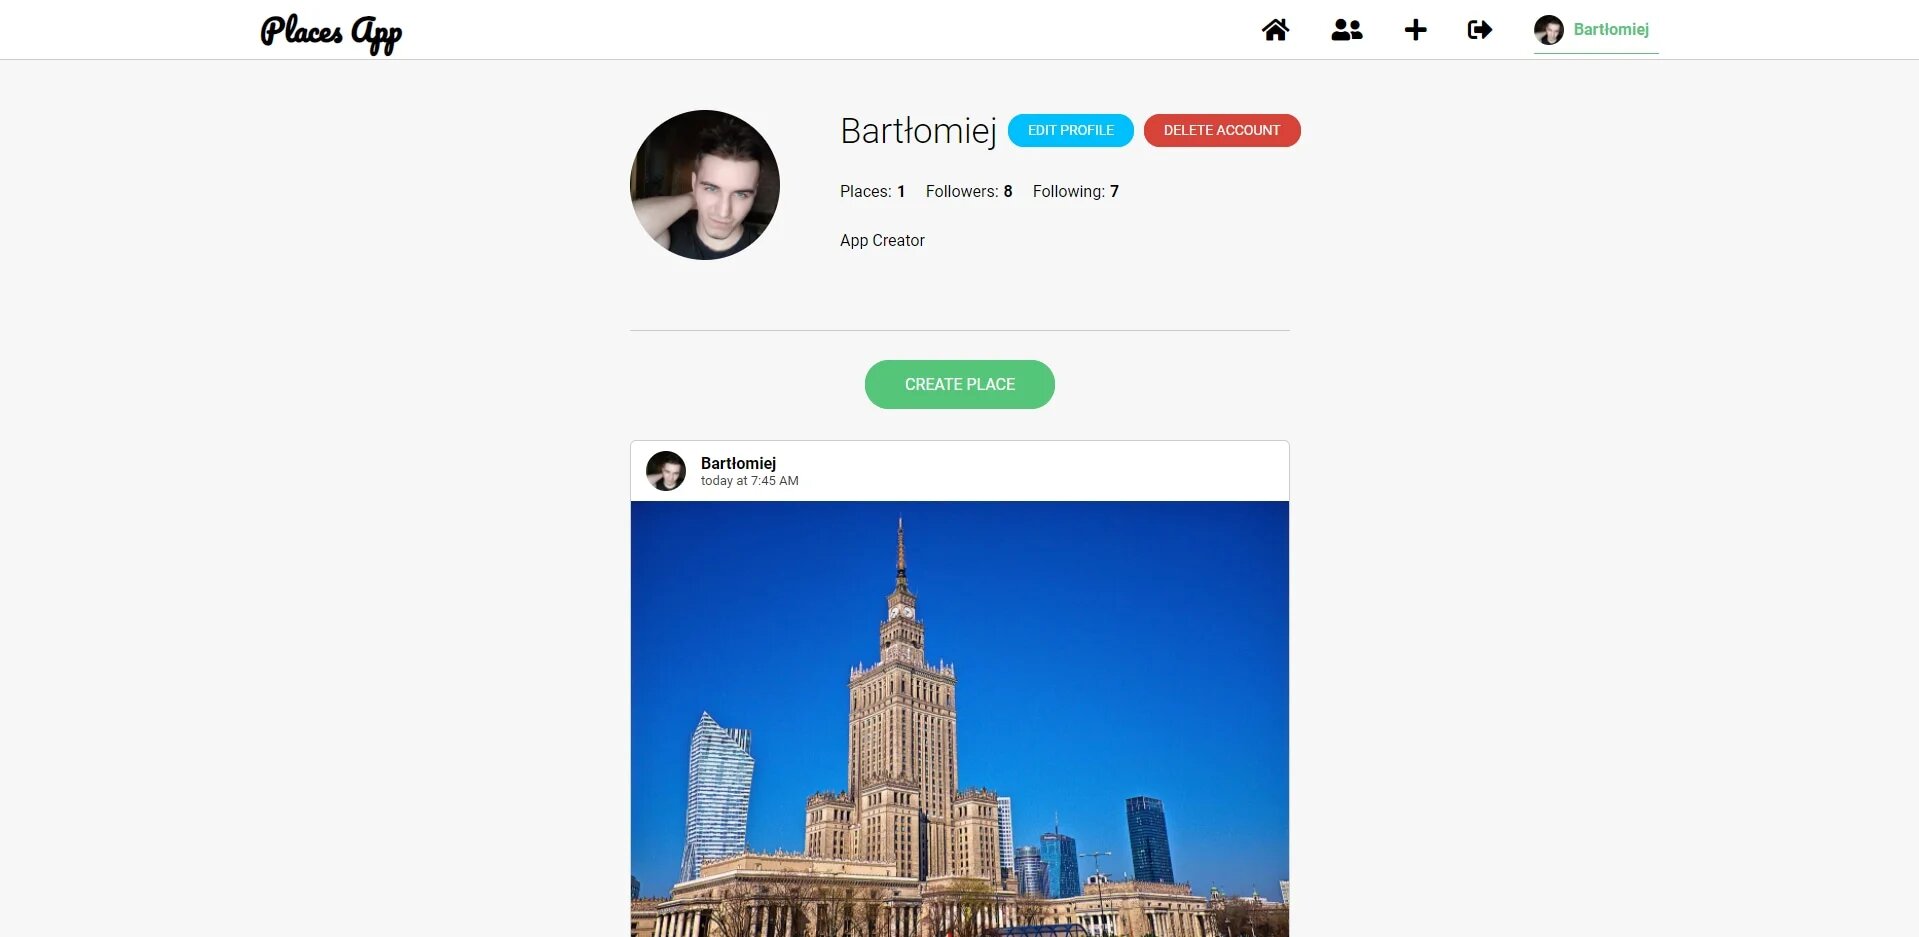 Places App
Bartłomiej
Bartłomiej EDIT PROFILE DELETE ACCOUNT
Places: 1 Followers: 8 Following: 7
App Creator
CREATE PLACE
Bartłomiej
today at 7:45 AM